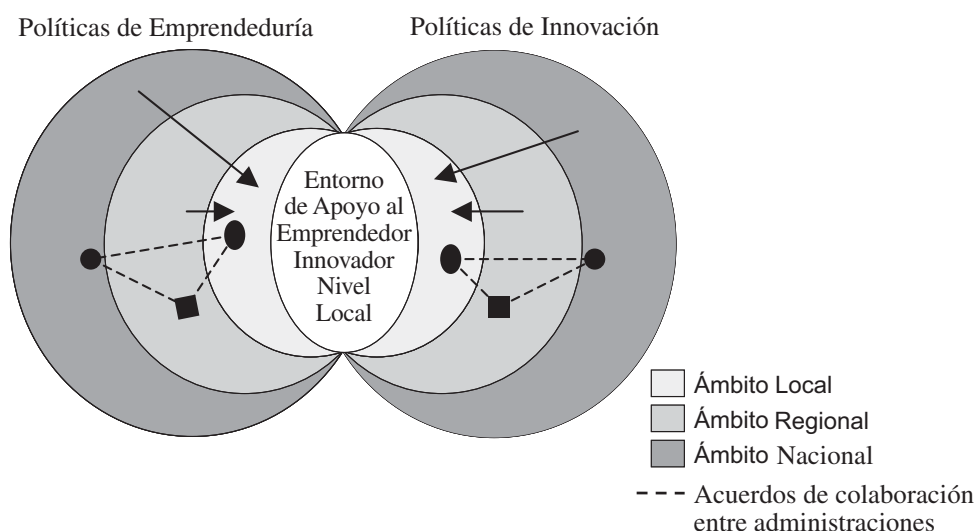 Políticas de Emprendeduría
Políticas de Innovación
Entorno
de Apoyo al
Emprendedor
Innovador
Nivel
Local
Ámbito Local
Ámbito Regional
Ámbito Nacional
Acuerdos de colaboración
entre administraciones